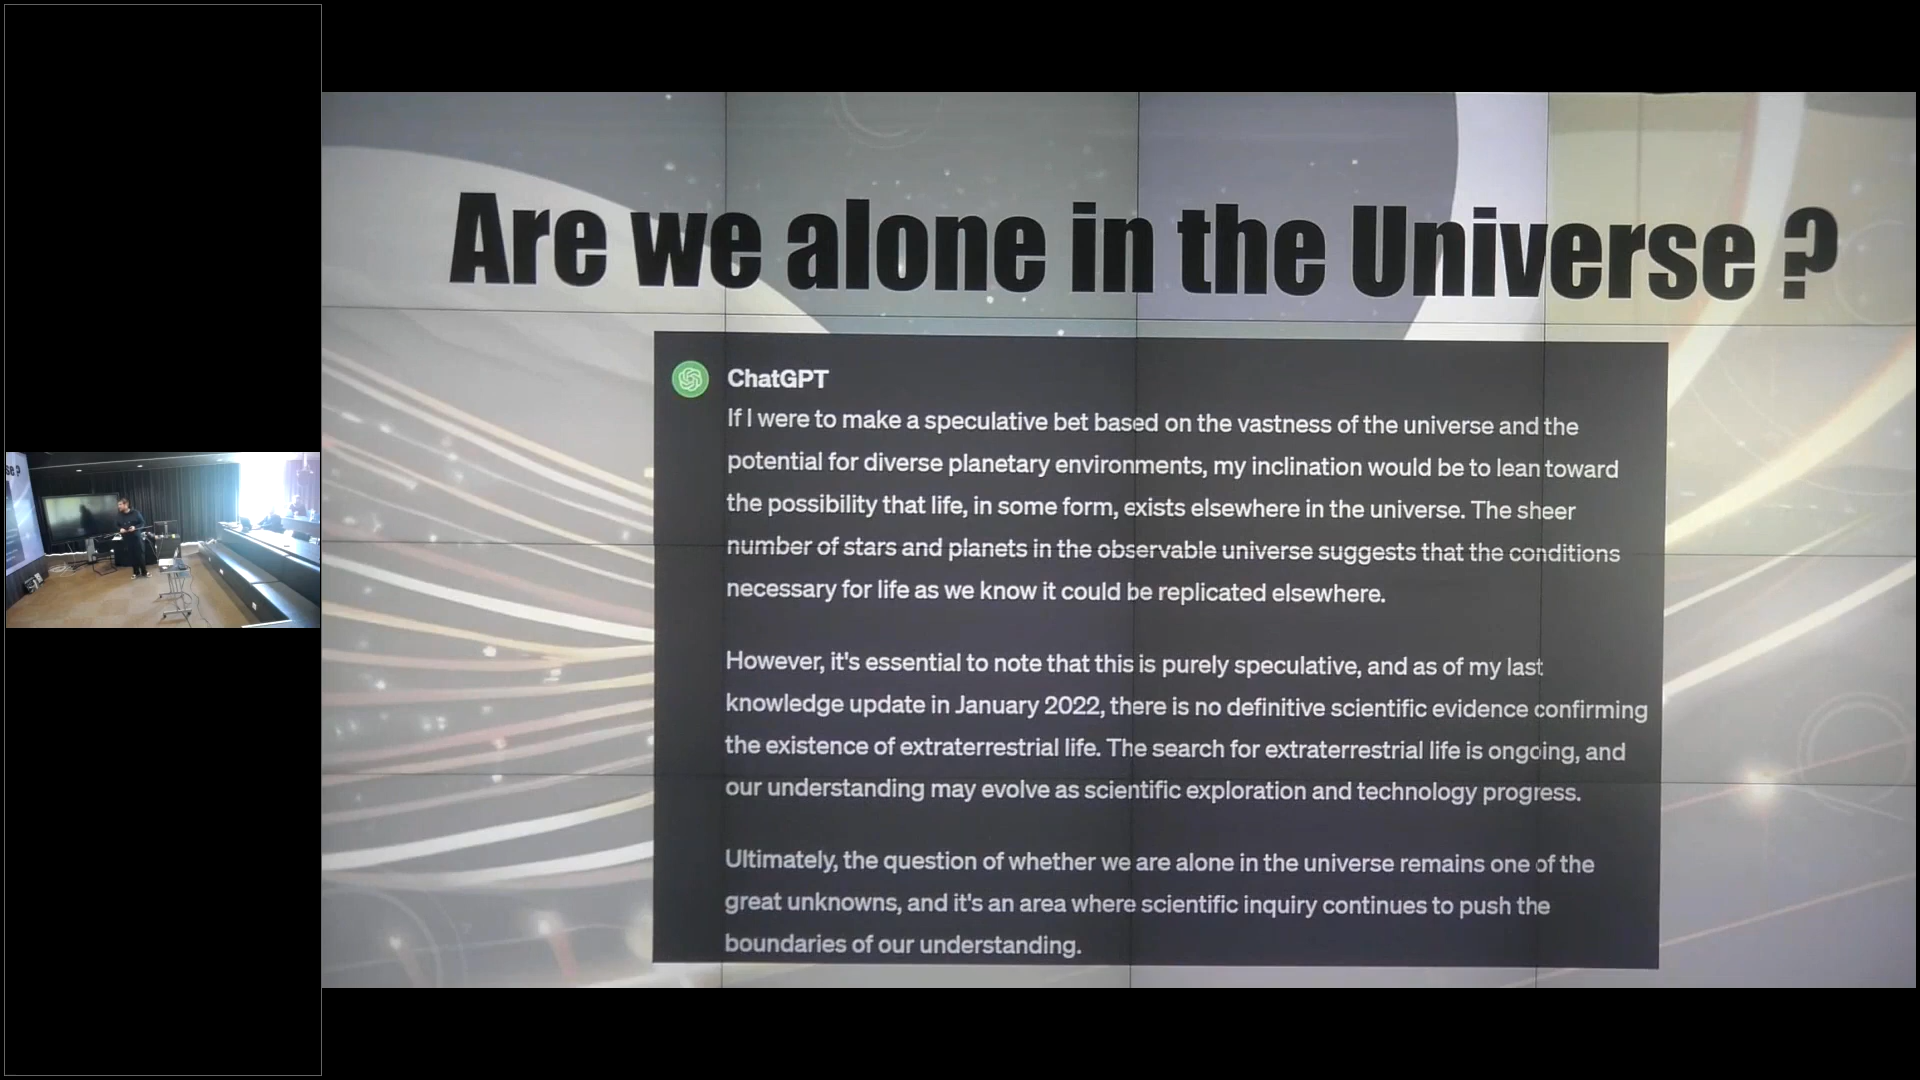 Are we alone in the Universe ?
ChatGPT
If I were to make a speculative bet based on the vastness of the universe and the
potential for diverse planetary environments, my inclination would be to lean toward
the possibility that life, in some form, exists elsewhere in the universe. The sheer
number of stars and planets in the observable universe suggests that the conditions
necessary for life as we know it could be replicated elsewhere.
However, it's essential to note that this is purely speculative, and as of my last
knowledge update in January 2022, there is no definitive scientific evidence confirming
the existence of extraterrestrial life. The search for extraterrestrial life is ongoing, and
our understanding may evolve as scientific exploration and technology progress.
Ultimately, the question of whether we are alone in the universe remains one of the
great unknowns, and it's an area where scientific inquiry continues to push the
boundaries of our understanding.
se ?